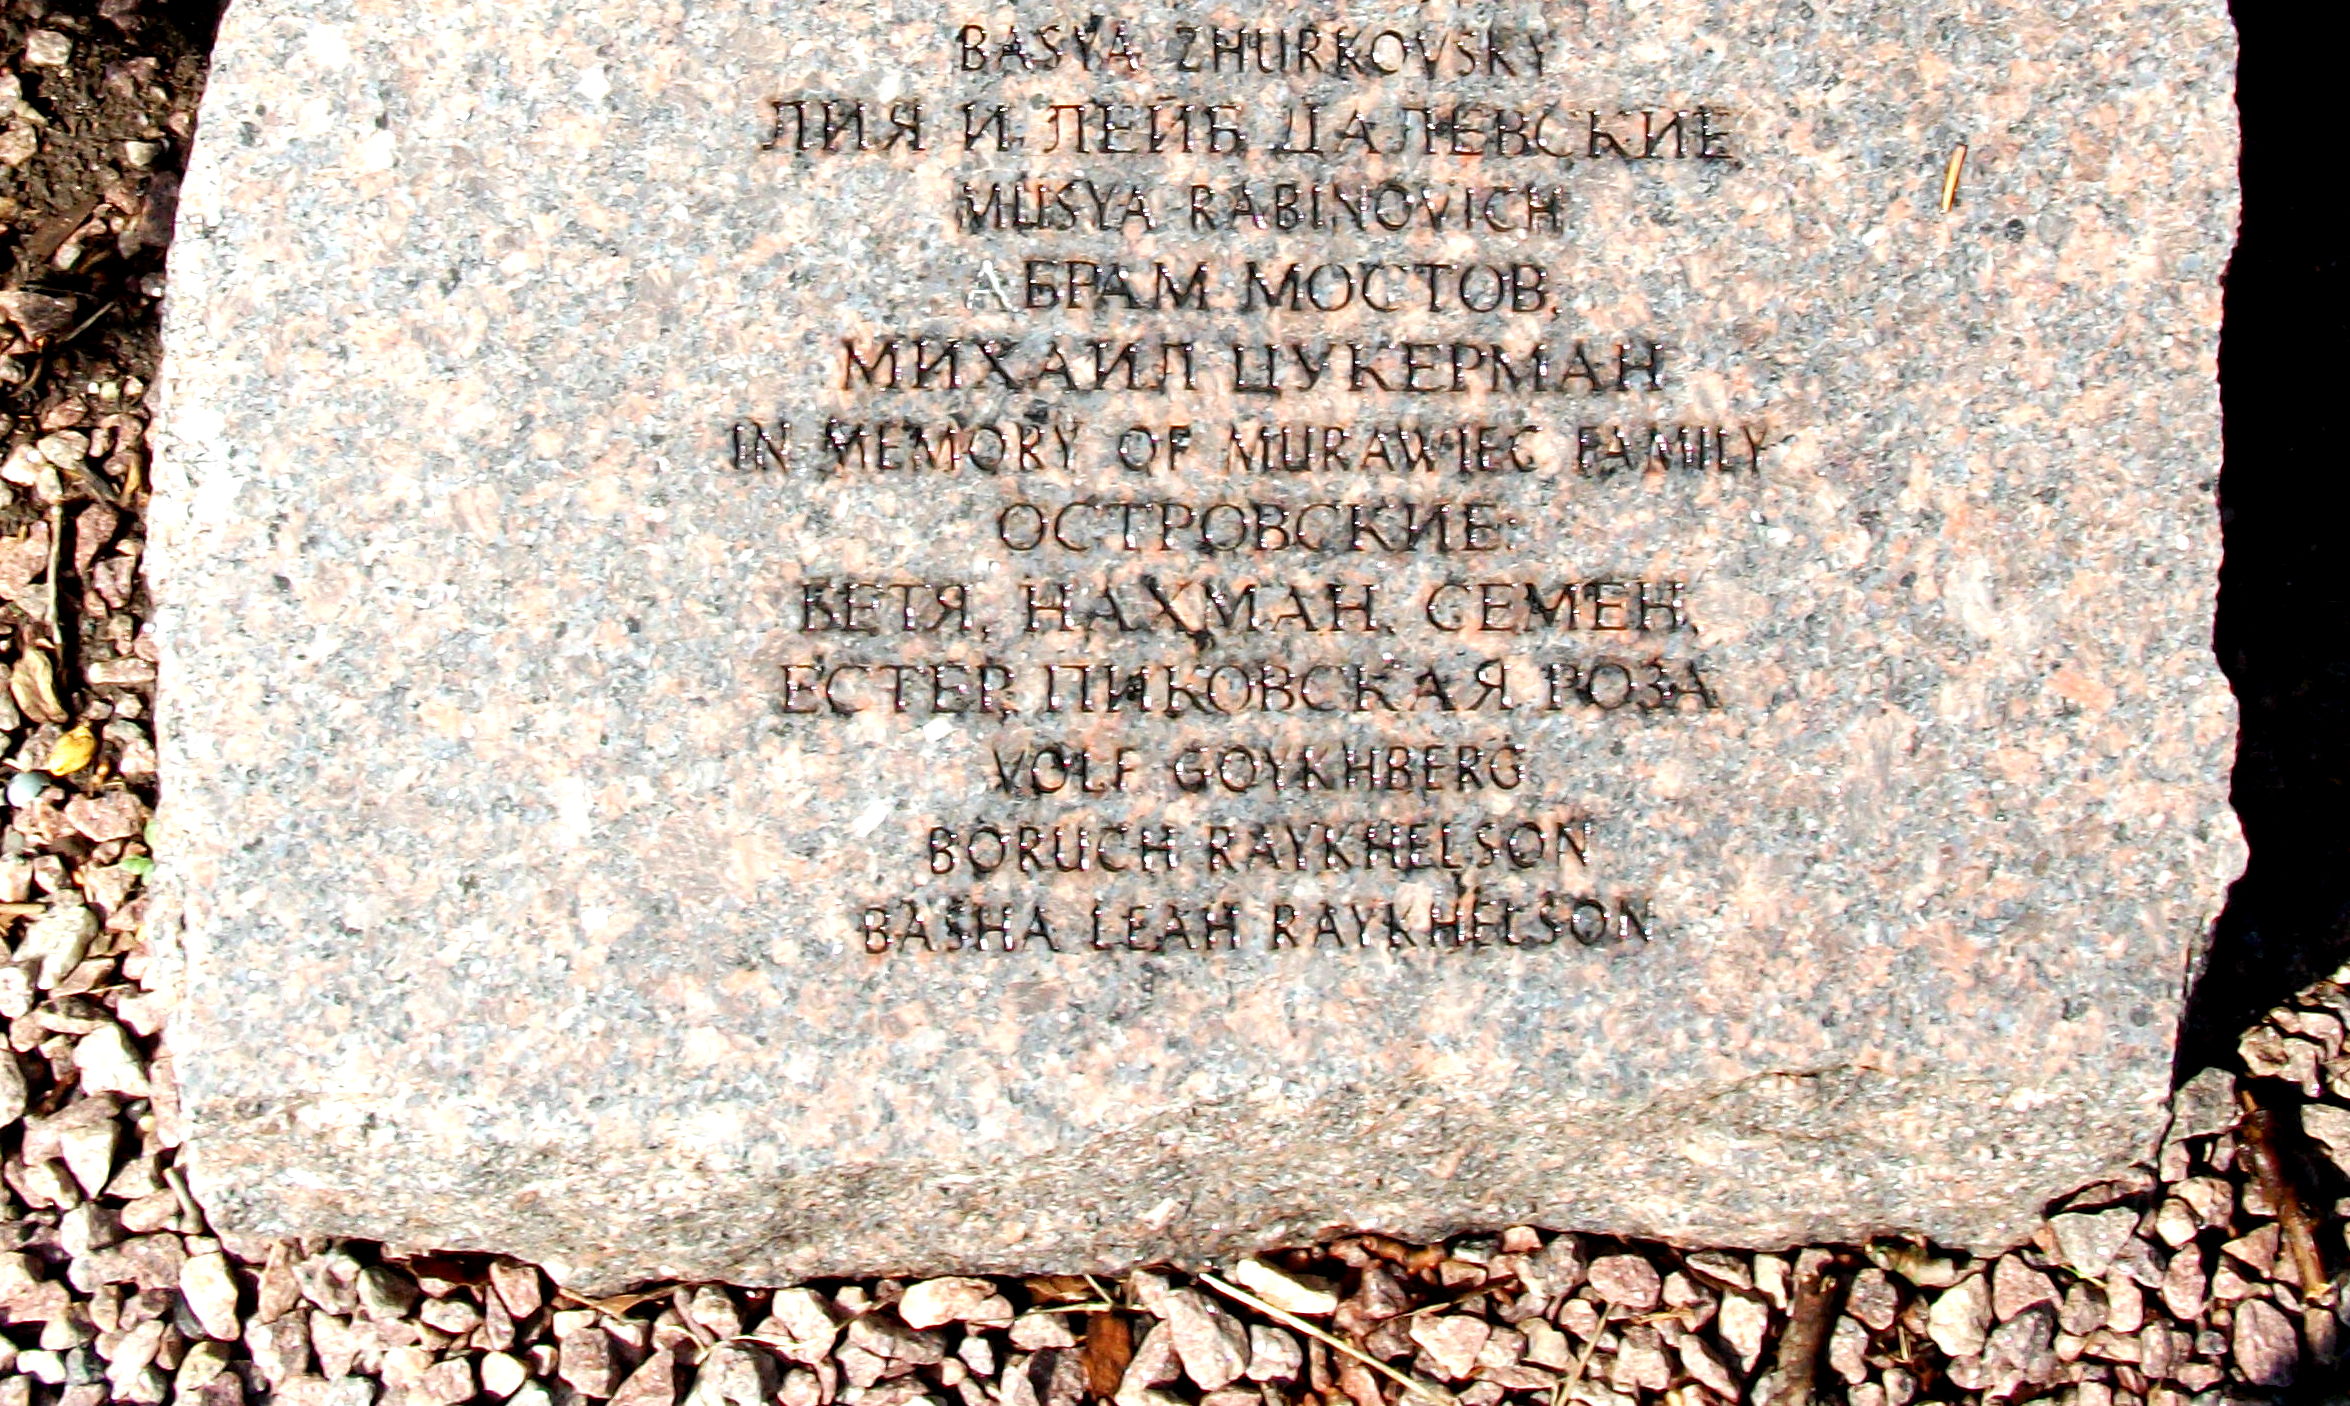 BASYA ZHURKOVSKY
ЛИЯ И ЛЕЙБ ДАЛЕВСКИЕ
MUSYA RABINOVICH
АБРАМ МОСТОВ,
МИХАИЛ ЦУКЕРМАН
IN MEMORY OF MURAWIEC FAMILY
ОСТРОВСКИЕ:
БЕТЯ, НАХМАН, СЕМЕН,
ЕСТЕР, ПИКОВСКАЯ РОЗА
VOLF GOYKHBERG
BORUCH RAYKHELSON
BASHA LEAH RAYKHELSON